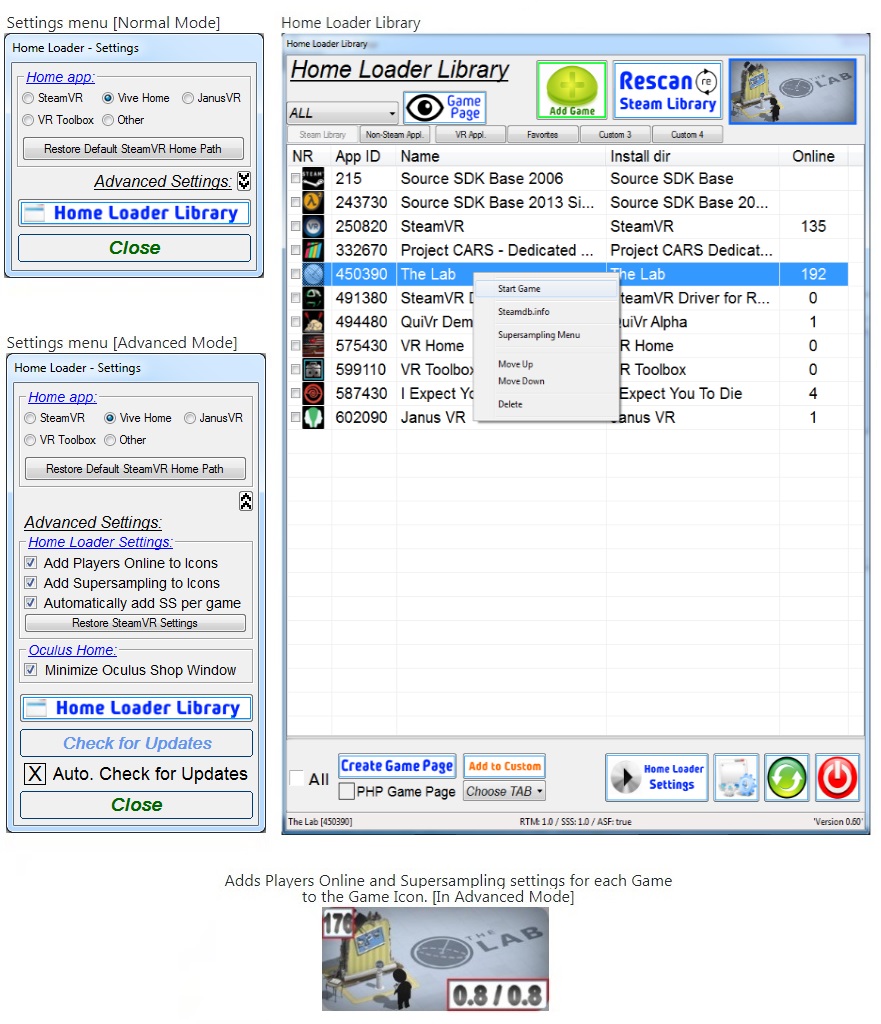 Settings menu [Normal Mode]
Home Loader - Settings
Home app:
SteamVR Vive Home JanusVR
VR Toolbox Other
Restore Default SteamVR Home Path
Advanced Settings:
Home Loader Library
Close
Settings menu [Advanced Mode]
Home Loader - Settings
Home app:
SteamVR Vive Home JanusVR
VR Toolbox Other
Restore Default SteamVR Home Path
Advanced Settings:
Home Loader Settings:
Add Players Online to Icons
Add Supersampling to Icons
Automatically add SS per game
Restore SteamVR Settings
Oculus Home:
Minimize Oculus Shop Window
Home Loader Library
Check for Updates
X Auto. Check for Updates
Close
Home Loader Library
Home Loader Library
Home Loader Library
ALL
Game
Page
Add Game
Rescan re
Steam Library
THE LAB
Steam Library Non-Steam Appl. VR Appl. Favorites Custom 3 Custom 4
NR App ID Name Install dir Online
STEAM 215 Source SDK Base 2006 Source SDK Base
243730 Source SDK Base 2013 Si... Source SDK Base 20...
VR 250820 SteamVR SteamVR 135
332670 Project CARS - Dedicated ... Project CARS Dedicat...
450390 The Lab The Lab 192
491380 SteamVR D teamVR Driver for R... 0
494480 QuiVr Dem uiVr Alpha 1
575430 VR Home R Home 0
599110 VR Toolbox R Toolbox 0
587430 I Expect Yo Expect You To Die 4
602090 Janus VR anus VR 1
Start Game
Steamdb.info
Supersampling Menu
Move Up
Move Down
Delete
All
Create Game Page
Add to Custom
PHP Game Page
Choose TAB
Home Loader
Settings
The Lab [450390] RTM: 1.0 / SSS: 1.0 / ASF: true 'Version 0.60'
Adds Players Online and Supersampling settings for each Game
to the Game Icon. [In Advanced Mode]
176
THE LAB
0.8 / 0.8